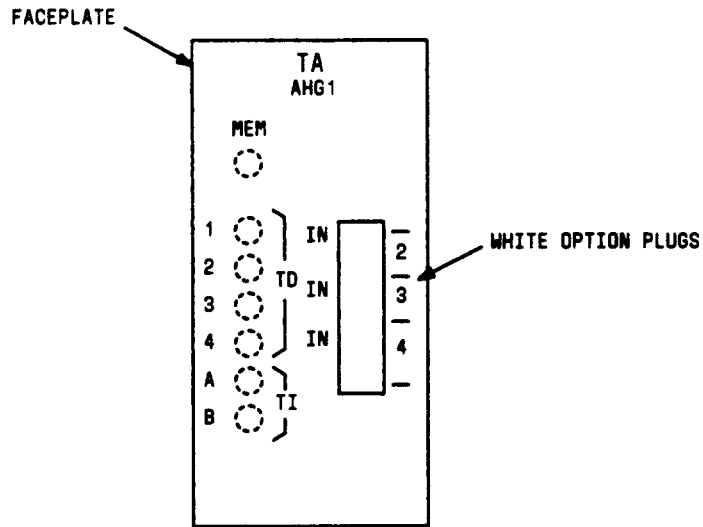 FACEPLATE
TA
AHG1
MEM
1
2
3
4
A
B
TD
TI
IN
IN
IN
2
3
4
WHITE OPTION PLUGS